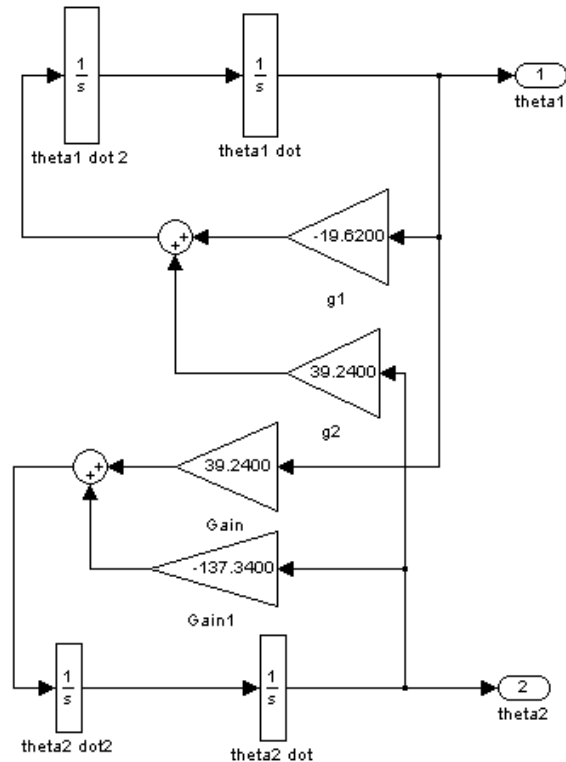 1
s
1
s
1
theta1
theta1 dot 2
theta1 dot
+
+
-19.6200
g1
39.2400
g2
+
+
39.2400
Gain
-137.3400
Gain1
1
s
1
s
2
theta2
theta2 dot2
theta2 dot